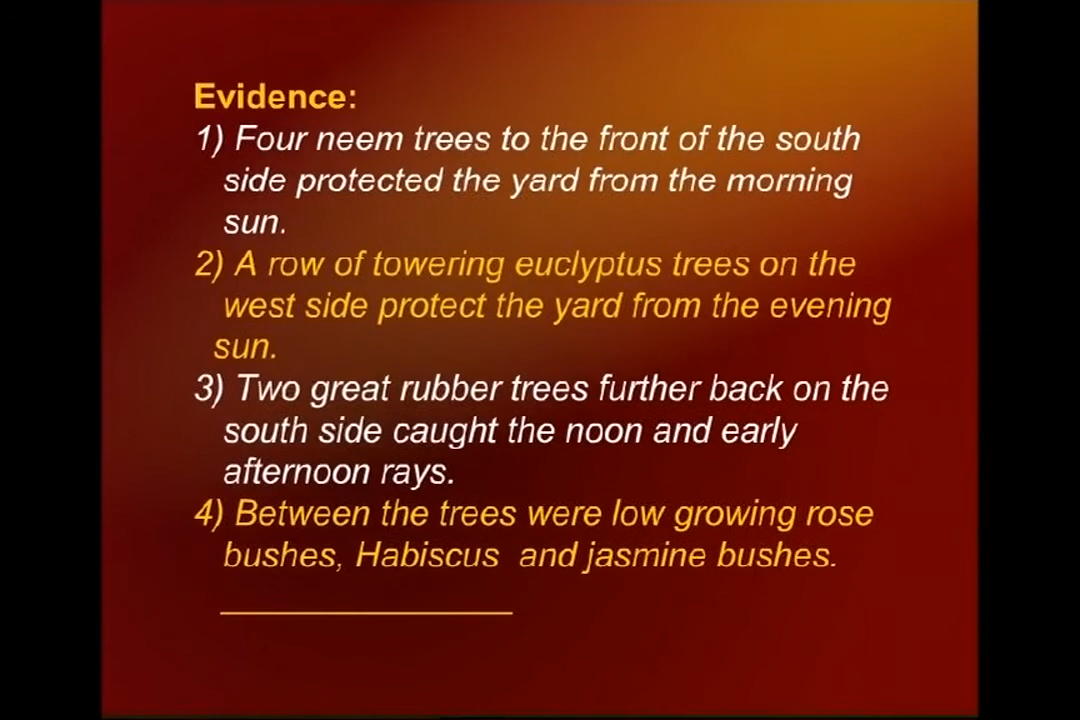 Evidence:
1) Four neem trees to the front of the south
side protected the yard from the morning
sun.
2) A row of towering euclyptus trees on the
west side protect the yard from the evening
sun.
3) Two great rubber trees further back on the
south side caught the noon and early
afternoon rays.
4) Between the trees were low growing rose
bushes, Habiscus and jasmine bushes.